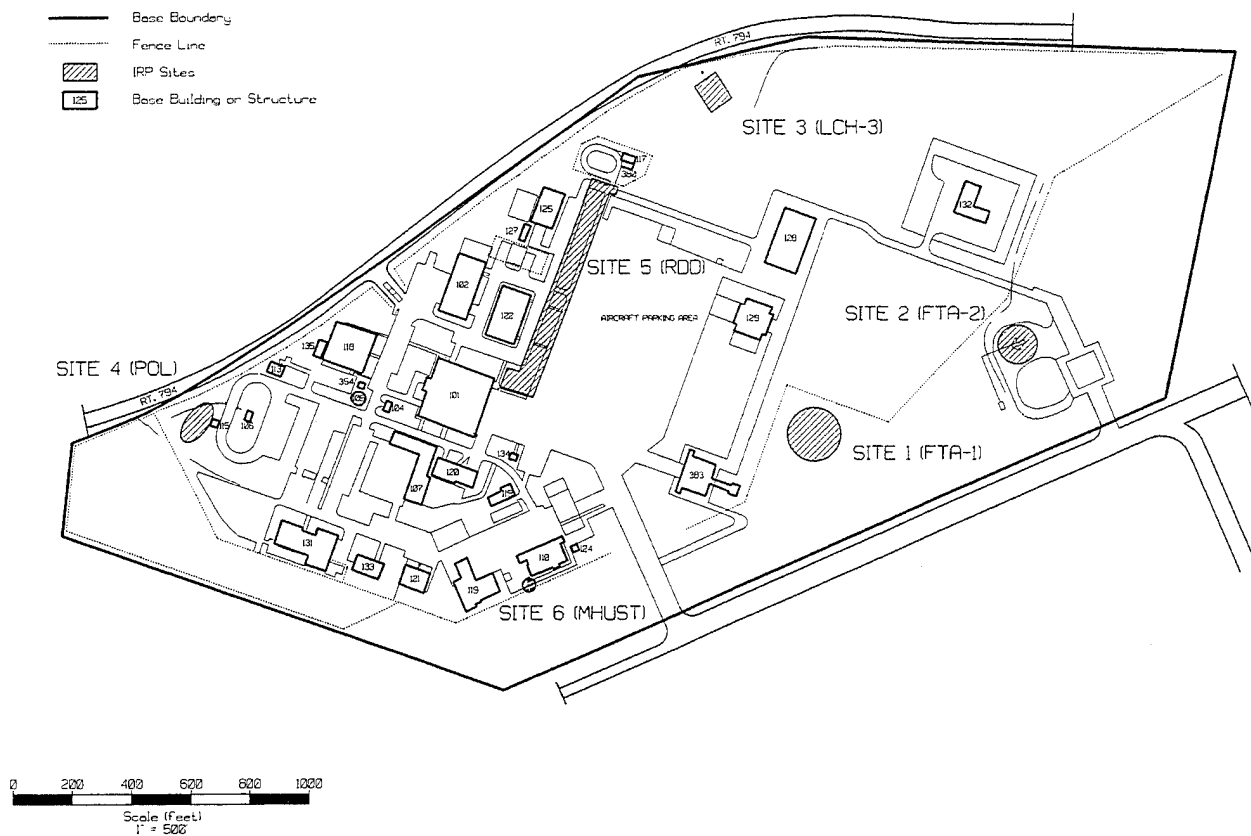 Base Boundary
Fence Line
IRP Sites
125
Base Building or Structure
RT. 794
SITE 3 (LCH-3)
117
382
125
127
132
128
SITE 5 (RDD)
102
122
AIRCRAFT PARKING AREA
129
SITE 2 (FTA-2)
118
135
113
SITE 4 (POL)
354
RT. 794
104
101
106
115
SITE 1 (FTA-1)
134
120
107
383
131
133
121
110
124
119
SITE 6 (MHUST)
0 200 400 600 800 1000
Scale (feet)
1" = 500'